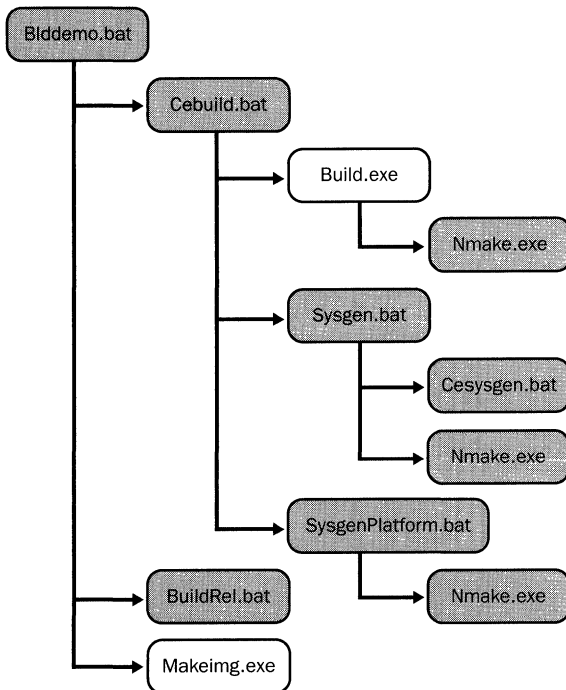 Blddemo.bat
Cebuild.bat
Build.exe
Nmake.exe
Sysgen.bat
Cesysgen.bat
Nmake.exe
SysgenPlatform.bat
Nmake.exe
BuildRel.bat
Makeimg.exe